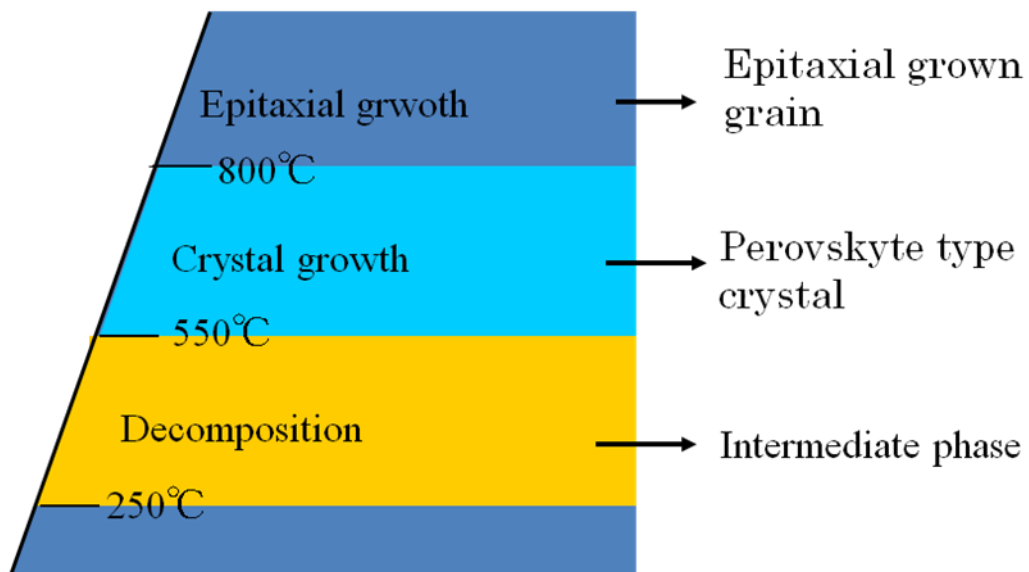 Epitaxial grwoth
Epitaxial grown
grain
800℃
Crystal growth
Perovskyte type
crystal
550℃
Decomposition
Intermediate phase
250℃